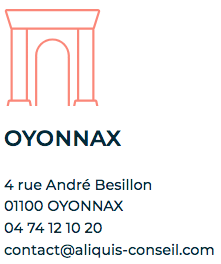 OYONNAX
4 rue André Besillon
01100 OYONNAX
04 74 12 10 20
contact@aliquis-conseil.com